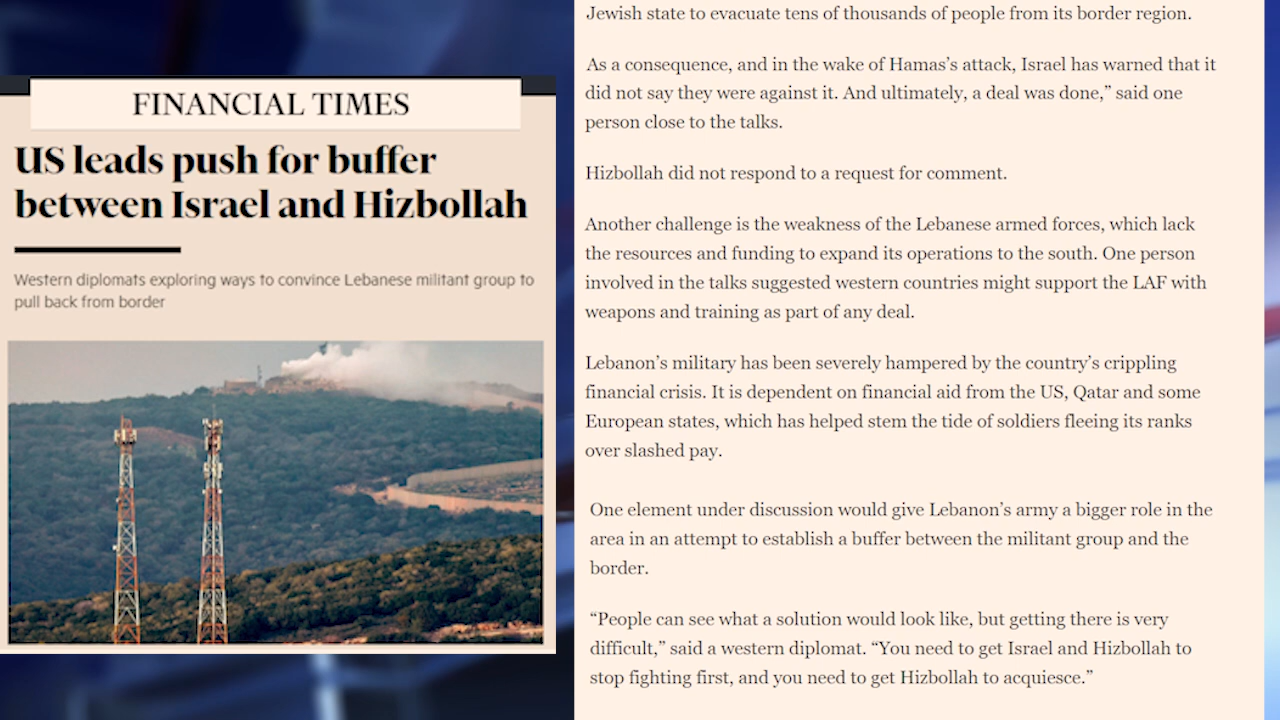 FINANCIAL TIMES
US leads push for buffer
between Israel and Hizbollah
Western diplomats exploring ways to convince Lebanese militant group to
pull back from border
Jewish state to evacuate tens of thousands of people from its border region.
As a consequence, and in the wake of Hamas’s attack, Israel has warned that it
did not say they were against it. And ultimately, a deal was done,” said one
person close to the talks.
Hizbollah did not respond to a request for comment.
Another challenge is the weakness of the Lebanese armed forces, which lack
the resources and funding to expand its operations to the south. One person
involved in the talks suggested western countries might support the LAF with
weapons and training as part of any deal.
Lebanon’s military has been severely hampered by the country’s crippling
financial crisis. It is dependent on financial aid from the US, Qatar and some
European states, which has helped stem the tide of soldiers fleeing its ranks
over slashed pay.
One element under discussion would give Lebanon’s army a bigger role in the
area in an attempt to establish a buffer between the militant group and the
border.
“People can see what a solution would look like, but getting there is very
difficult,” said a western diplomat. “You need to get Israel and Hizbollah to
stop fighting first, and you need to get Hizbollah to acquiesce.”